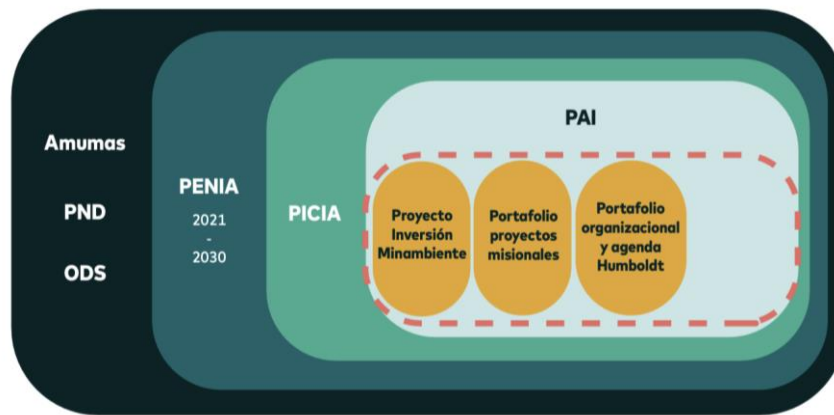 Amumas
PND
ODS
PENIA
2021
-
2030
PICIA
PAI
Proyecto
Inversión
Minambiente
Portafolio
proyectos
misionales
Portafolio
organizacional
y agenda
Humboldt